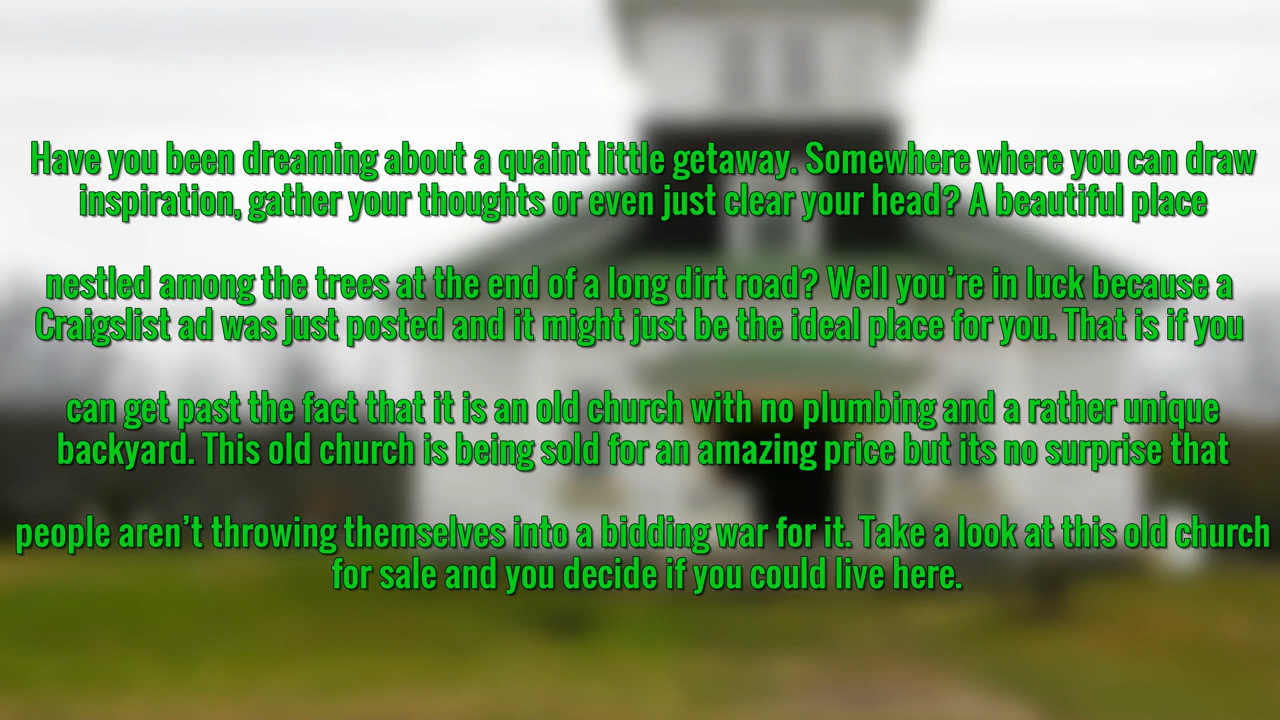 Have you been dreaming about a quaint little getaway. Somewhere where you can draw
inspiration, gather your thoughts or even just clear your head? A beautiful place
nestled among the trees at the end of a long dirt road? Well you’re in luck because a
Craigslist ad was just posted and it might just be the ideal place for you. That is if you
can get past the fact that it is an old church with no plumbing and a rather unique
backyard. This old church is being sold for an amazing price but its no surprise that
people aren’t throwing themselves into a bidding war for it. Take a look at this old church
for sale and you decide if you could live here.